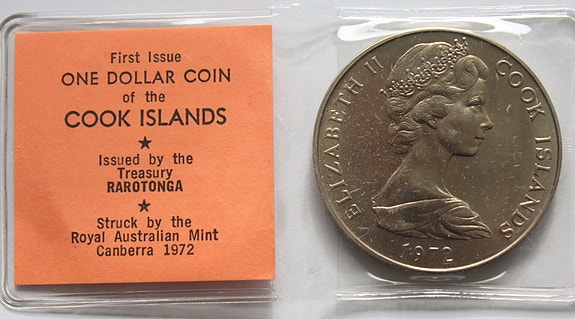 First Issue
ONE DOLLAR COIN
of the
COOK ISLANDS
★
Issued by the
Treasury
RAROTONGA
★
Struck by the
Royal Australian Mint
Canberra 1972
ELIZABETH II
COOK ISLANDS
1972